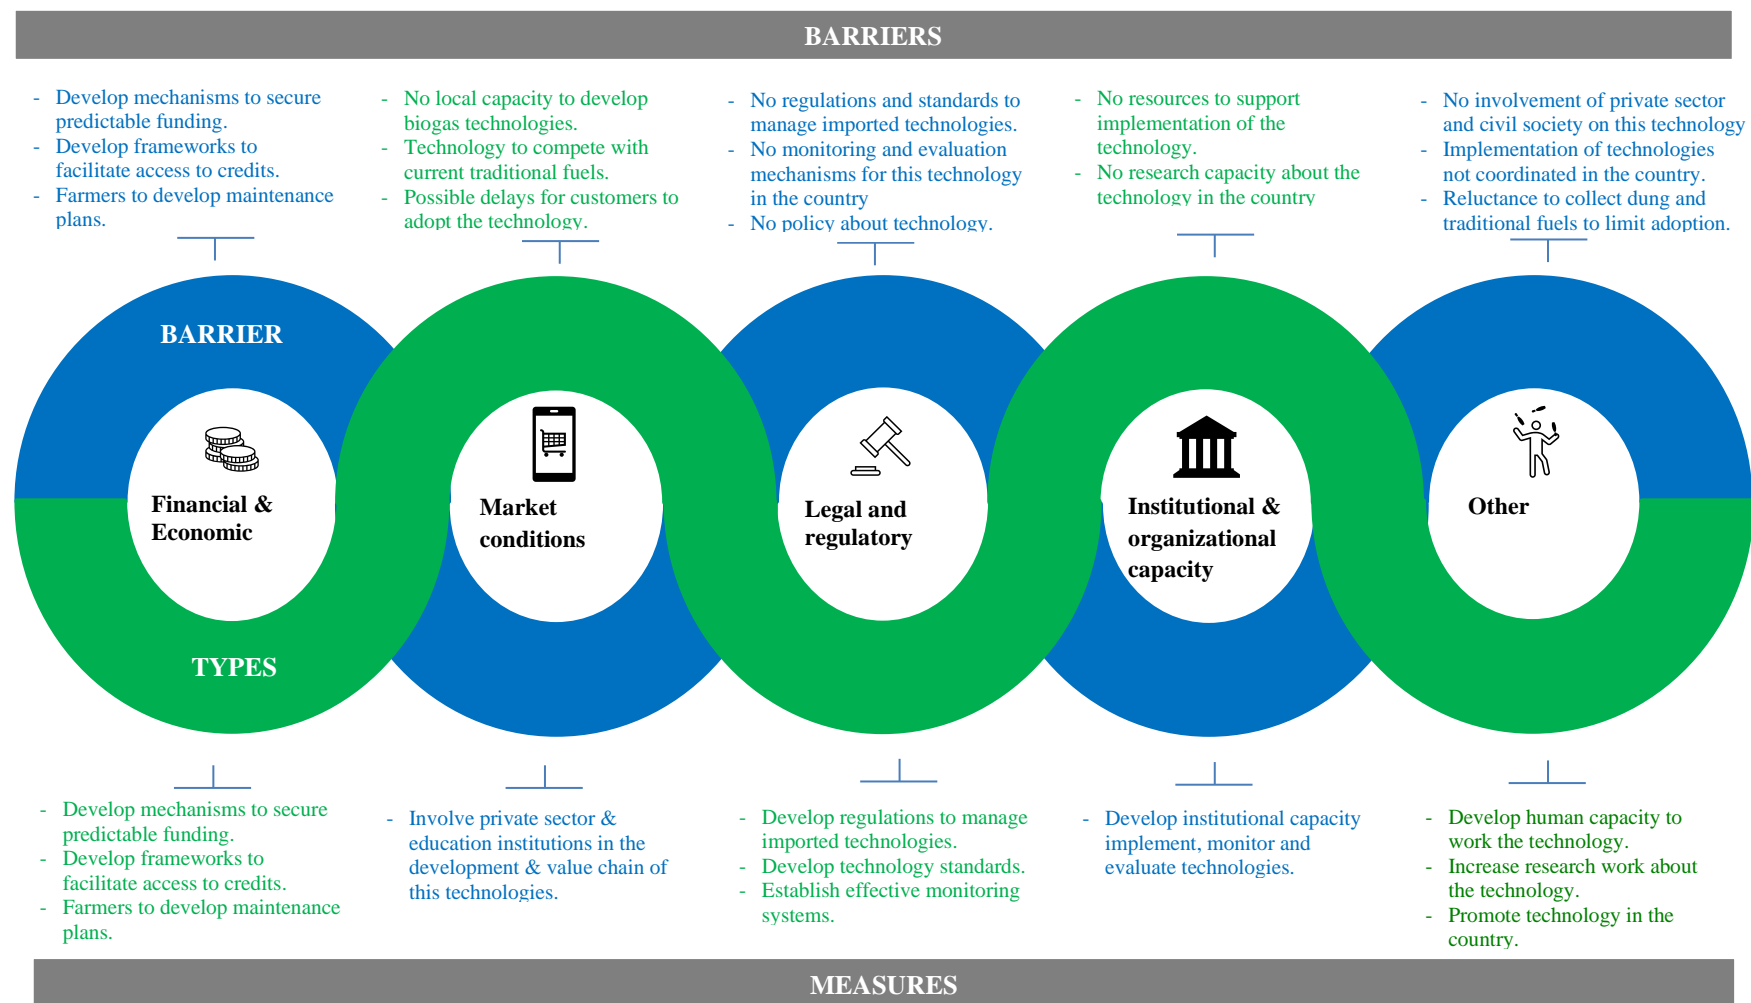 BARRIERS
- Develop mechanisms to secure
predictable funding.
- Develop frameworks to
facilitate access to credits.
- Farmers to develop maintenance
plans.
- No local capacity to develop
biogas technologies.
- Technology to compete with
current traditional fuels.
- Possible delays for customers to
adopt the technology.
- No regulations and standards to
manage imported technologies.
- No monitoring and evaluation
mechanisms for this technology
in the country
- No policy about technology.
- No resources to support
implementation of the
technology.
- No research capacity about the
technology in the country
- No involvement of private sector
and civil society on this technology
- Implementation of technologies
not coordinated in the country.
- Reluctance to collect dung and
traditional fuels to limit adoption.
BARRIER
Financial &
Economic
Market
conditions
Legal and
regulatory
Institutional &
organizational
capacity
Other
TYPES
- Develop mechanisms to secure
predictable funding.
- Develop frameworks to
facilitate access to credits.
- Farmers to develop maintenance
plans.
- Involve private sector &
education institutions in the
development & value chain of
this technologies.
- Develop regulations to manage
imported technologies.
- Develop technology standards.
- Establish effective monitoring
systems.
- Develop institutional capacity
implement, monitor and
evaluate technologies.
- Develop human capacity to
work the technology.
- Increase research work about
the technology.
- Promote technology in the
country.
MEASURES